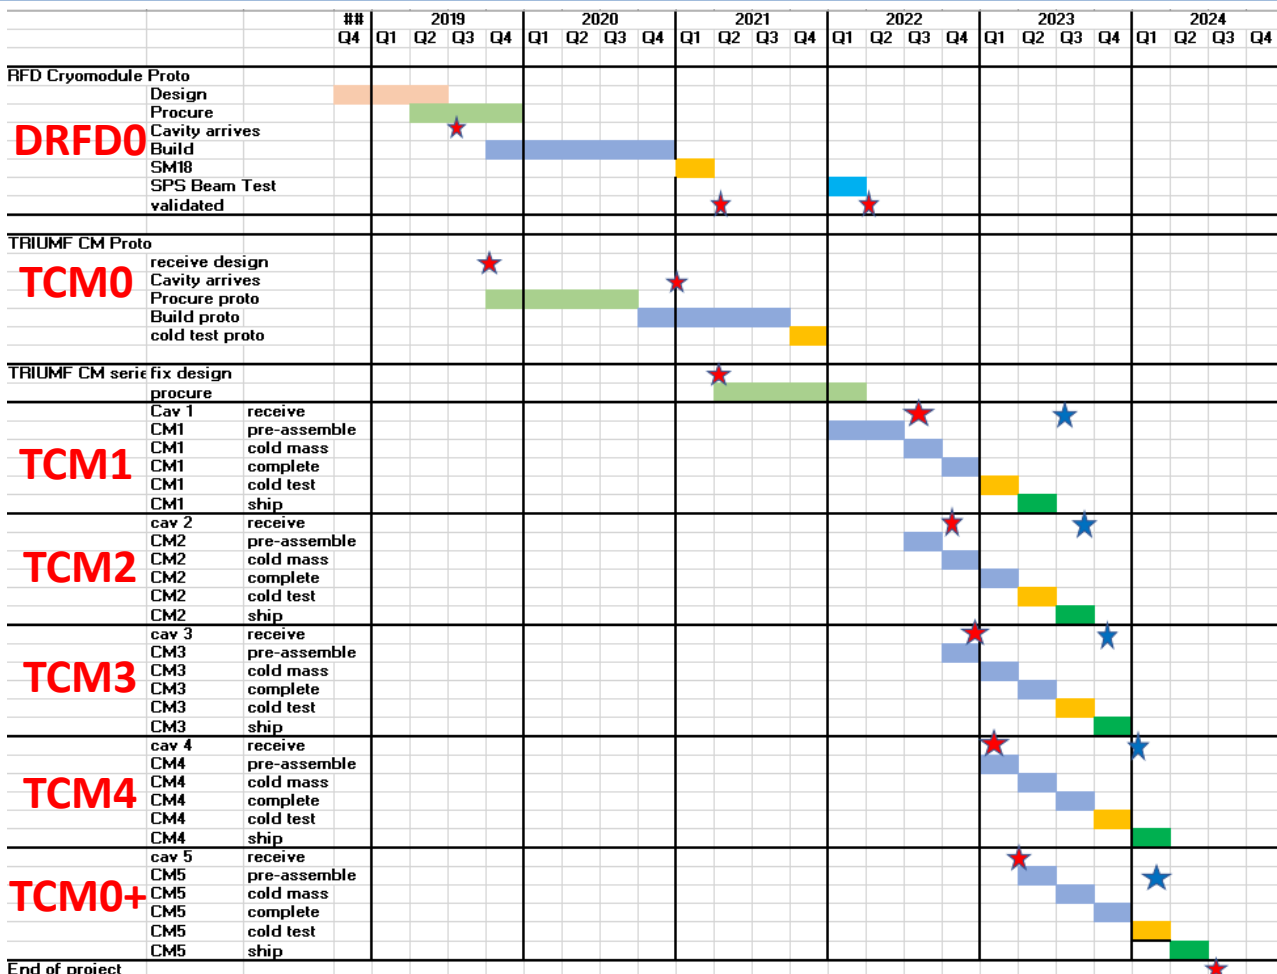 ## 2019 2020 2021 2022 2023 2024
Q4 Q1 Q2 Q3 Q4 Q1 Q2 Q3 Q4 Q1 Q2 Q3 Q4 Q1 Q2 Q3 Q4 Q1 Q2 Q3 Q4 Q1 Q2 Q3 Q4
RFD Cryomodule Proto
Design
Procure
DRFD0
Cavity arrives
Build
SM18
SPS Beam Test
validated
TRIUMF CM Proto
receive design
TCM0
Cavity arrives
Procure proto
Build proto
cold test proto
TRIUMF CM serie fix design
procure
Cav 1 receive
CM1 pre-assemble
CM1 cold mass
TCM1
CM1 complete
CM1 cold test
CM1 ship
cav 2 receive
CM2 pre-assemble
CM2 cold mass
TCM2
CM2 complete
CM2 cold test
CM2 ship
cav 3 receive
CM3 pre-assemble
CM3 cold mass
TCM3
CM3 complete
CM3 cold test
CM3 ship
cav 4 receive
CM4 pre-assemble
CM4 cold mass
TCM4
CM4 complete
CM4 cold test
CM4 ship
cav 5 receive
CM5 pre-assemble
CM5 cold mass
TCM0+
CM5 complete
CM5 cold test
CM5 ship
End of project